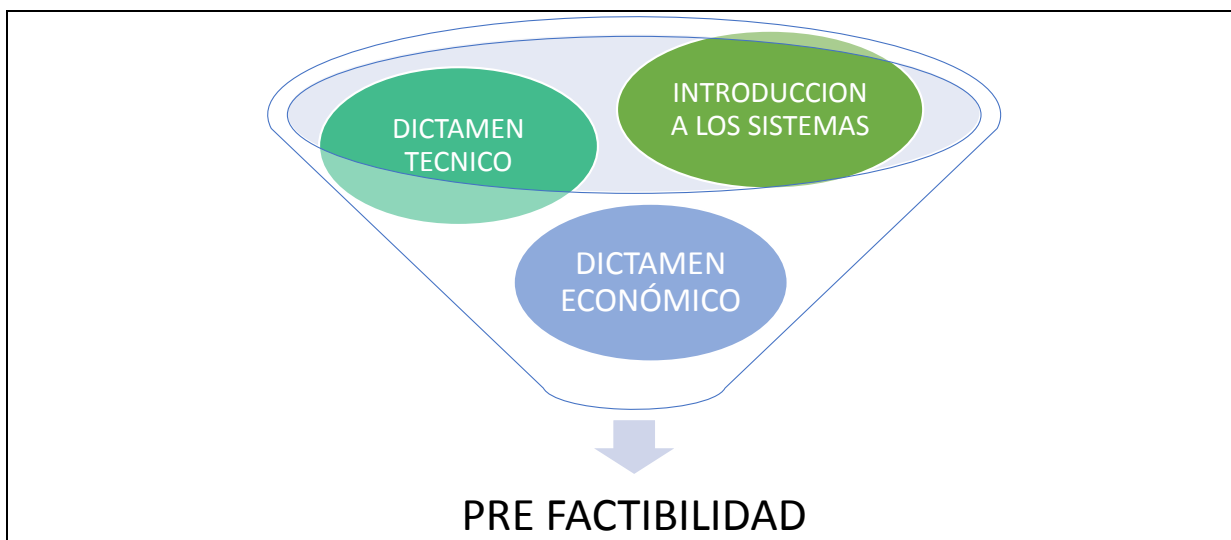 DICTAMEN
TECNICO
INTRODUCCION
A LOS SISTEMAS
DICTAMEN
ECONÓMICO
PRE FACTIBILIDAD